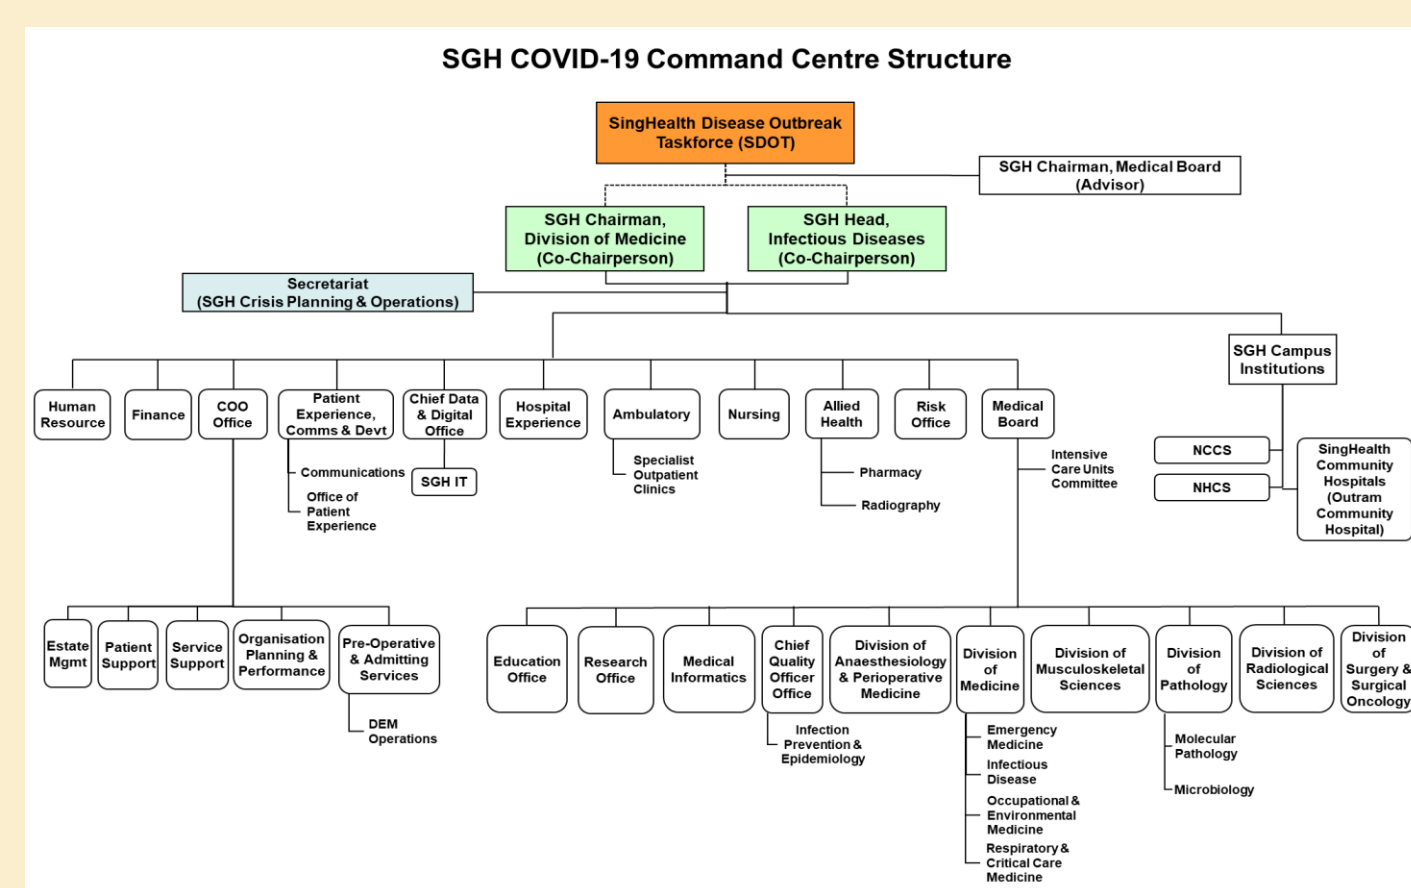 SGH COVID-19 Command Centre Structure
SingHealth Disease Outbreak
Taskforce (SDOT)
SGH Chairman, Medical Board
(Advisor)
SGH Chairman,
Division of Medicine
(Co-Chairperson)
SGH Head,
Infectious Diseases
(Co-Chairperson)
Secretariat
(SGH Crisis Planning & Operations)
SGH Campus
Institutions
Human
Resource
Finance
COO
Office
Patient
Experience,
Comms & Devt
Chief Data
& Digital
Office
Hospital
Experience
Ambulatory
Nursing
Allied
Health
Risk
Office
Medical
Board
Communications
Office of
Patient
Experience
SGH IT
Specialist
Outpatient
Clinics
Pharmacy
Radiography
Intensive
Care Units
Committee
NCCS
NHCS
SingHealth
Community
Hospitals
(Outram
Community
Hospital)
Estate
Mgmt
Patient
Support
Service
Support
Organisation
Planning &
Performance
Pre-Operative
& Admitting
Services
DEM
Operations
Education
Office
Research
Office
Medical
Informatics
Chief
Quality
Officer
Office
Division of
Anaesthesiology
& Perioperative
Medicine
Division
of
Medicine
Division of
Musculoskeletal
Sciences
Division
of
Pathology
Division of
Radiological
Sciences
Division
of
Surgery &
Surgical
Oncology
Infection
Prevention &
Epidemiology
Emergency
Medicine
Infectious
Disease
Occupational &
Environmental
Medicine
Respiratory &
Critical Care
Medicine
Molecular
Pathology
Microbiology